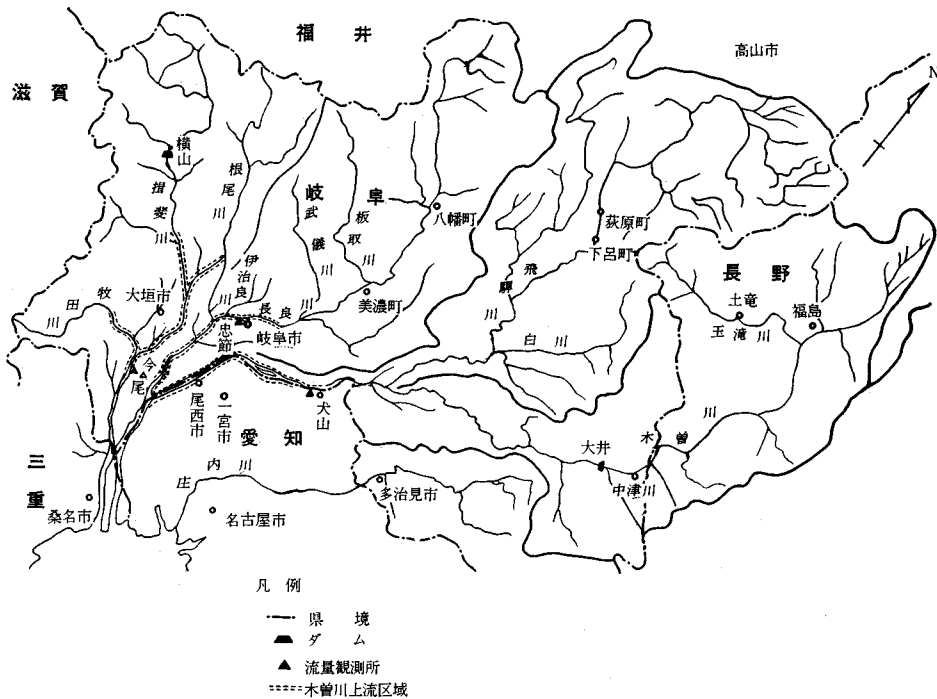 福井
高山市
滋賀
N
横山
揖斐川
根尾川
岐阜
武儀川
板取川
八幡町
荻原町
下呂町
飛騨川
長野
土竜
福島
玉滝川
伊治良川
大垣市
牧田川
長良川
美濃町
忠節
岐阜市
白川
今尾
尾西市
一宮市
犬山
愛知
大井
木曽川
中津川
三重
庄内川
多治見市
桑名市
名古屋市
凡例
県境
ダム
流量観測所
木曽川上流区域